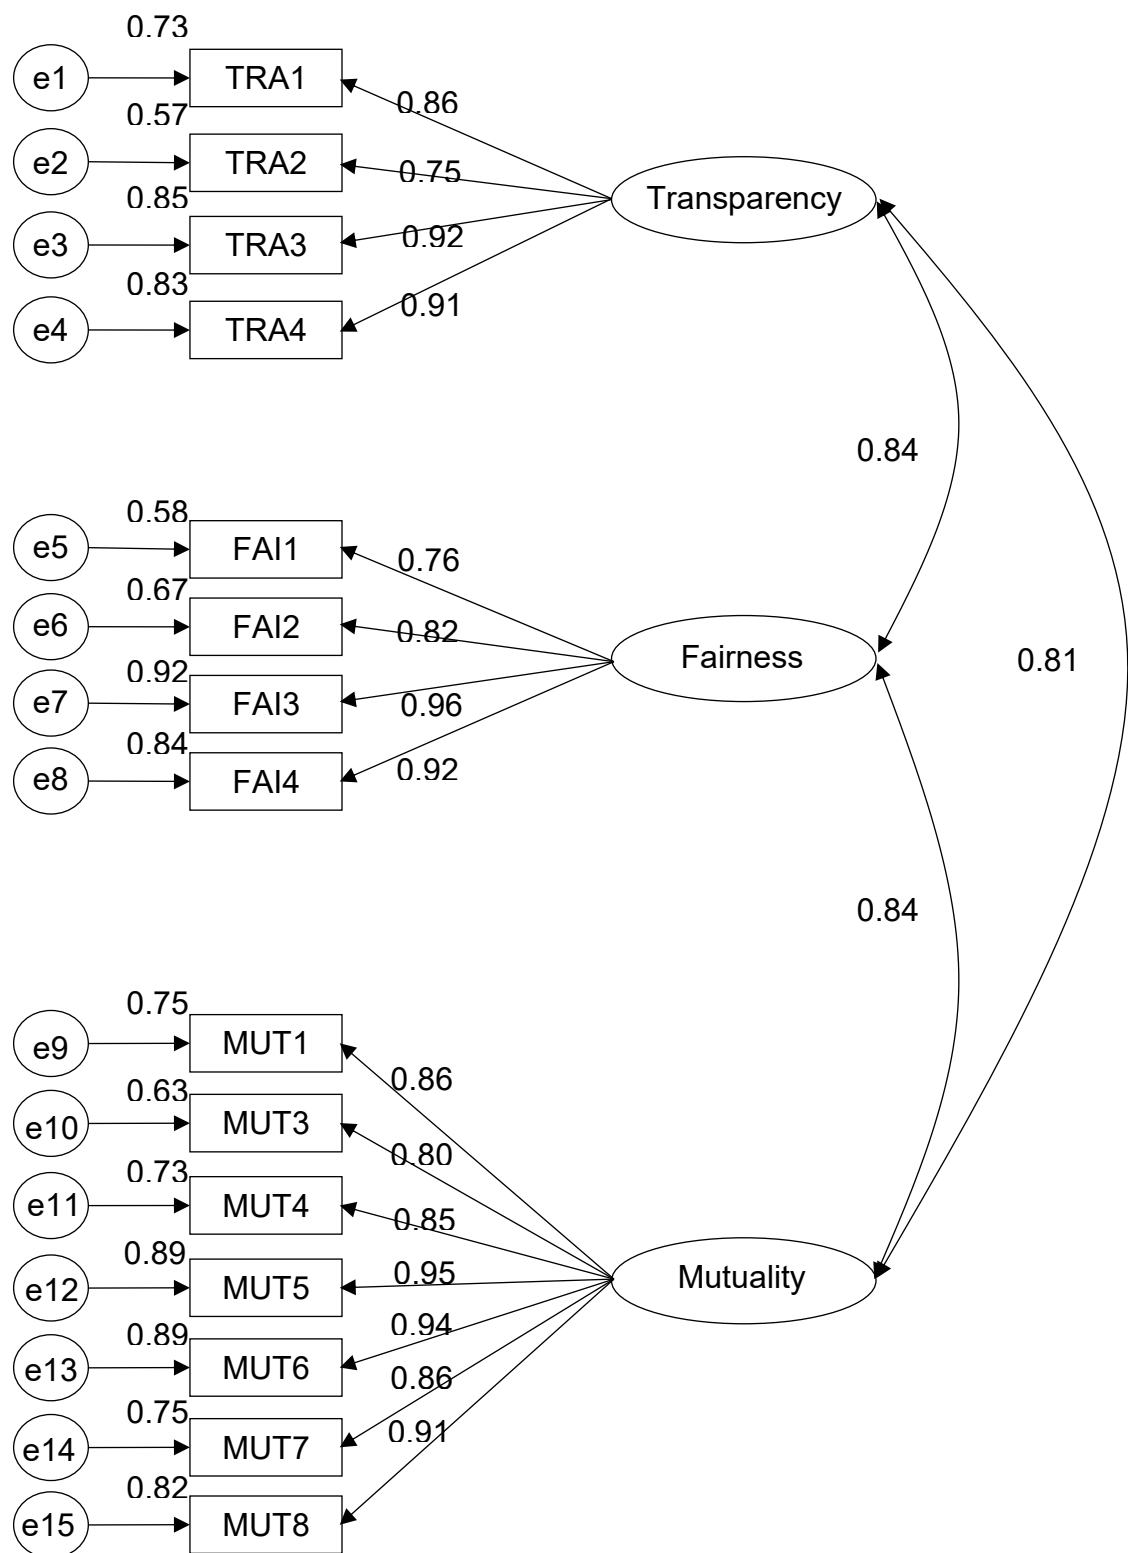 0.73
e1 TRA1
0.86
0.57
e2 TRA2
0.75
Transparency
0.85
e3 TRA3
0.92
0.83
e4 TRA4
0.91
0.84
0.58
e5 FAI1
0.76
0.67
e6 FAI2
0.82
Fairness
0.81
0.92
e7 FAI3
0.96
0.84
e8 FAI4
0.92
0.84
0.75
e9 MUT1
0.86
0.63
e10 MUT3
0.80
0.73
e11 MUT4
0.85
0.89
e12 MUT5
0.95
Mutuality
0.94
0.89
e13 MUT6
0.86
0.75
e14 MUT7
0.91
0.82
e15 MUT8